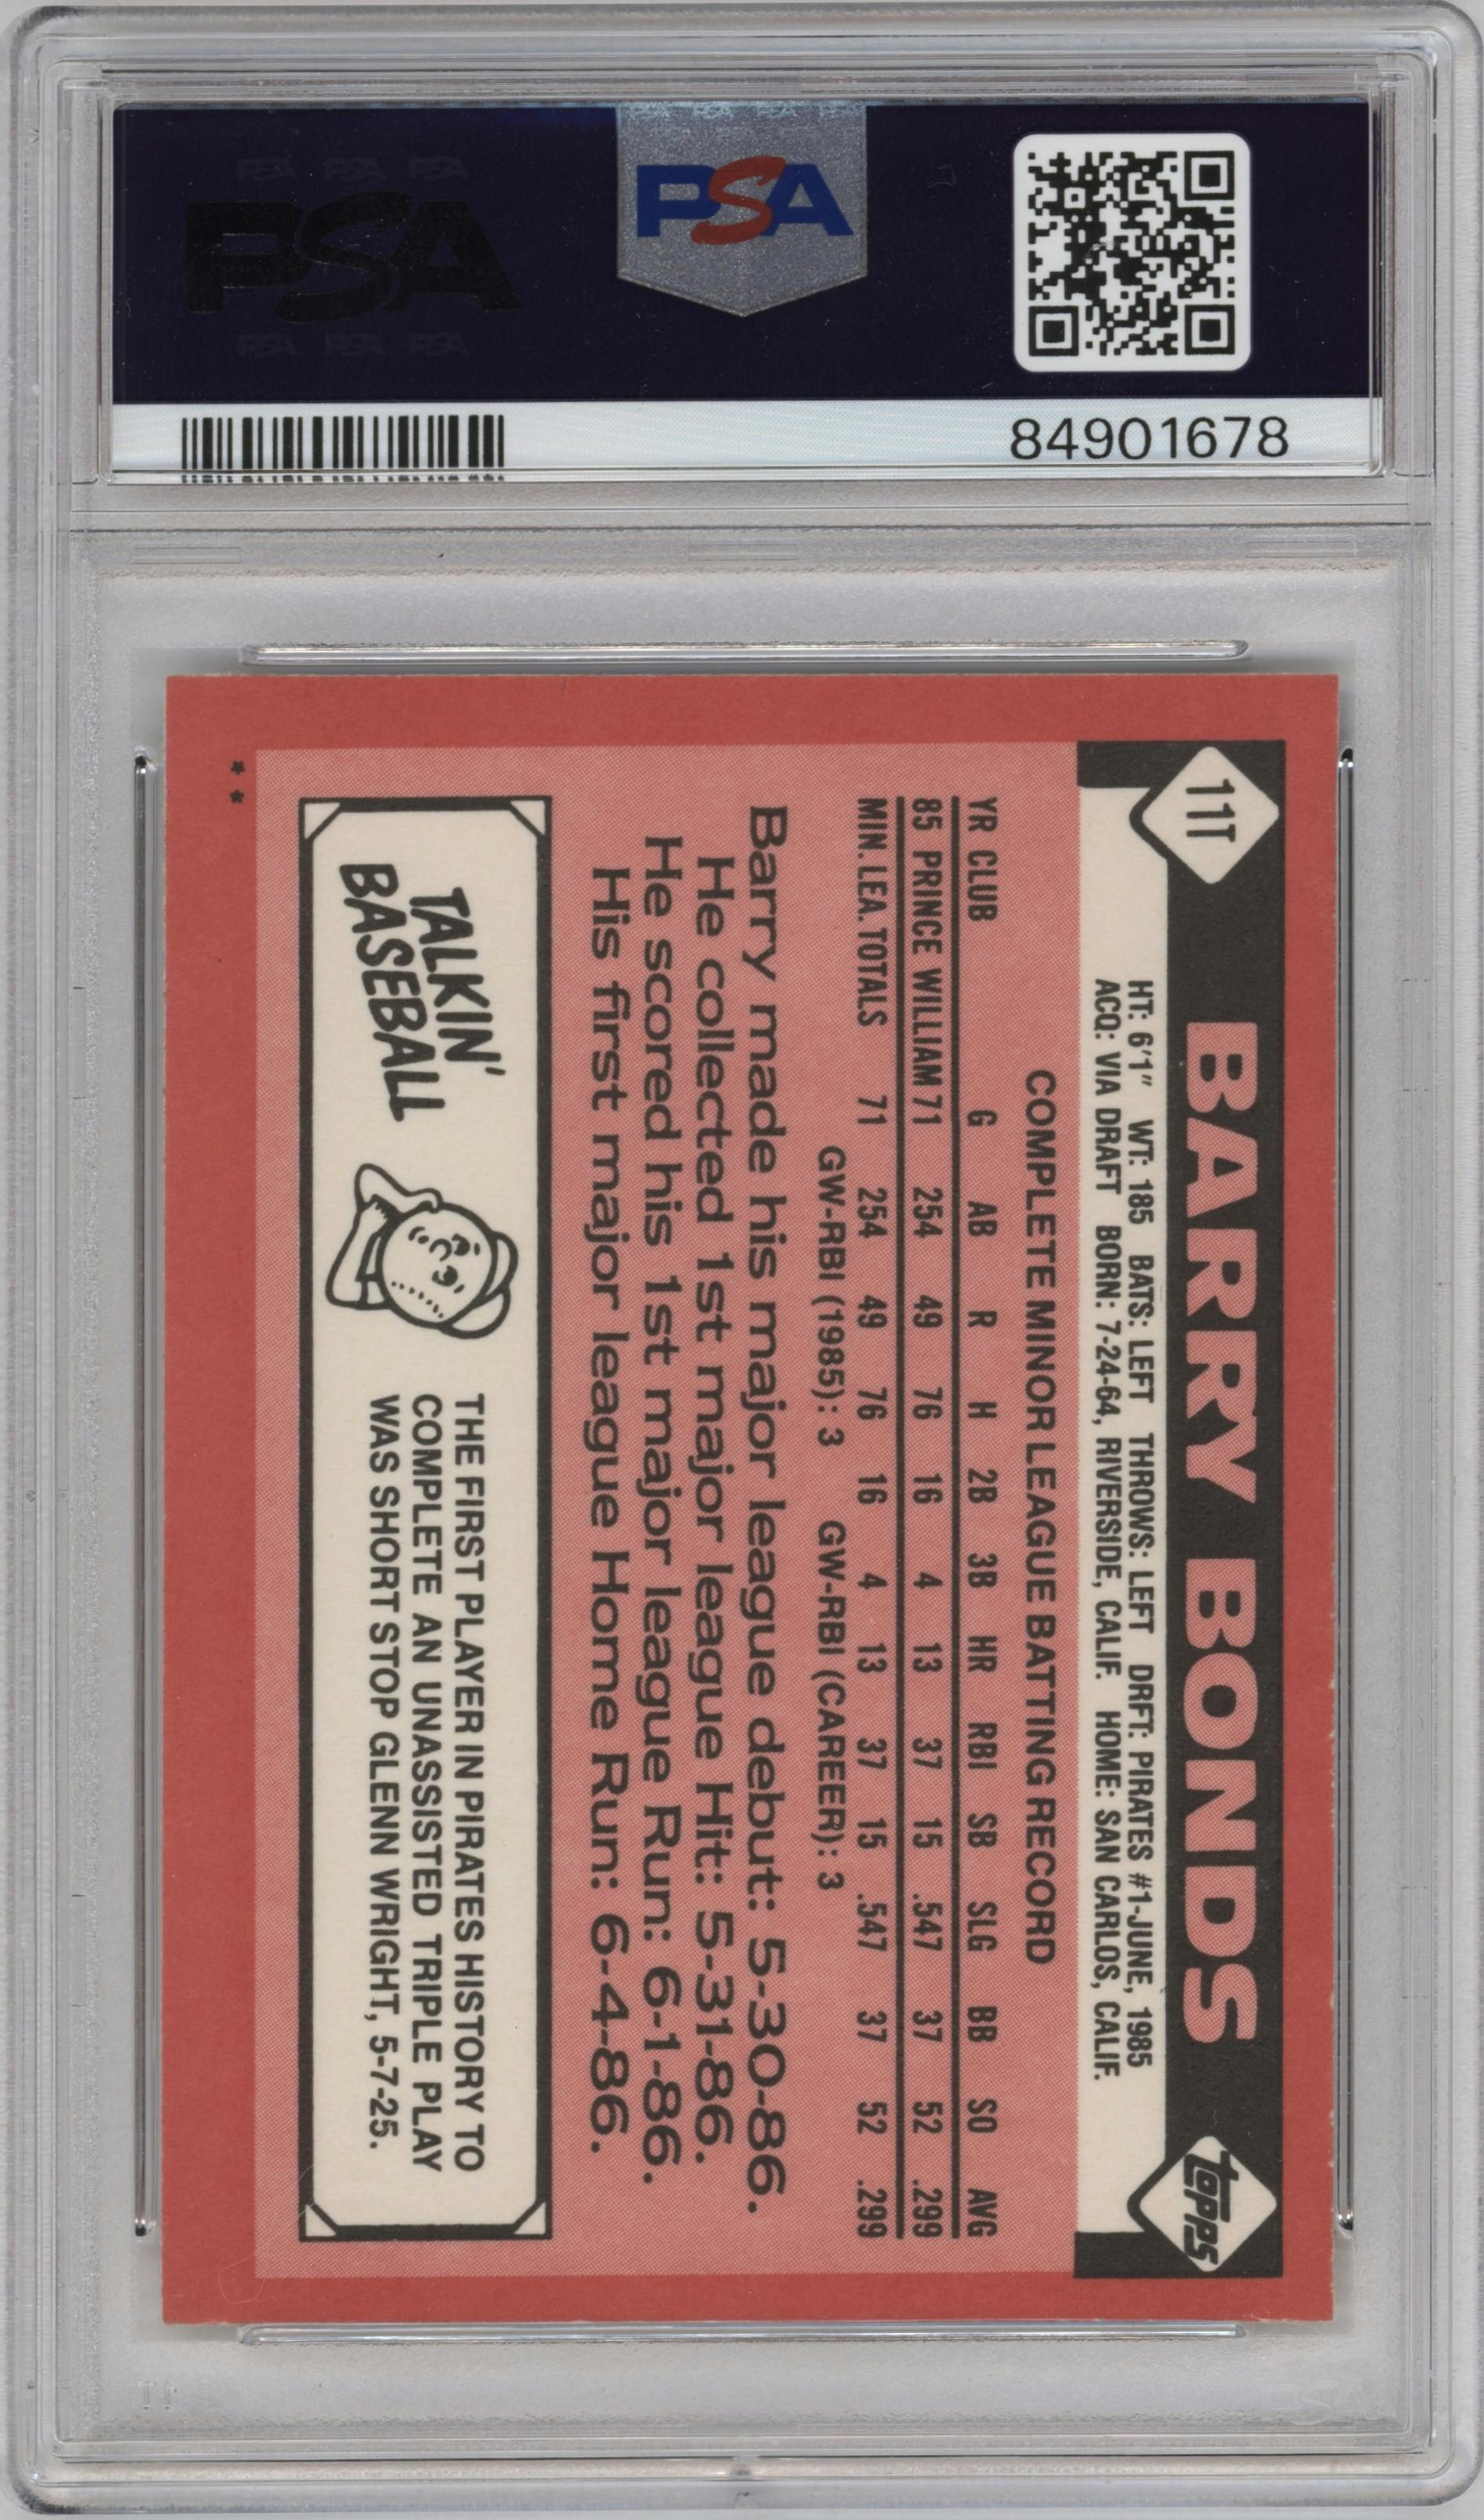 PSA PSA PSA
PSA
PSA PSA PSA
PSA
84901678
11T
BARRY BONDS
topps
HT: 6'1" WT: 185 BATS: LEFT THROWS: LEFT DRFT: PIRATES #1-JUNE, 1985
ACQ: VIA DRAFT BORN: 7-24-64, RIVERSIDE, CALIF. HOME: SAN CARLOS, CALIF.
COMPLETE MINOR LEAGUE BATTING RECORD
YR CLUB G AB R H 2B 3B HR RBI SB SLG BB SO AVG
85 PRINCE WILLIAM 71 254 49 76 16 4 13 37 15 .547 37 52 .299
MIN. LEA. TOTALS 71 254 49 76 16 4 13 37 15 .547 37 52 .299
GW-RBI (1985): 3 GW-RBI (CAREER): 3
Barry made his major league debut: 5-30-86.
He collected 1st major league Hit: 5-31-86.
He scored his 1st major league Run: 6-1-86.
His first major league Home Run: 6-4-86.
TALKIN'
BASEBALL
THE FIRST PLAYER IN PIRATES HISTORY TO
COMPLETE AN UNASSISTED TRIPLE PLAY
WAS SHORT STOP GLENN WRIGHT, 5-7-25.
**